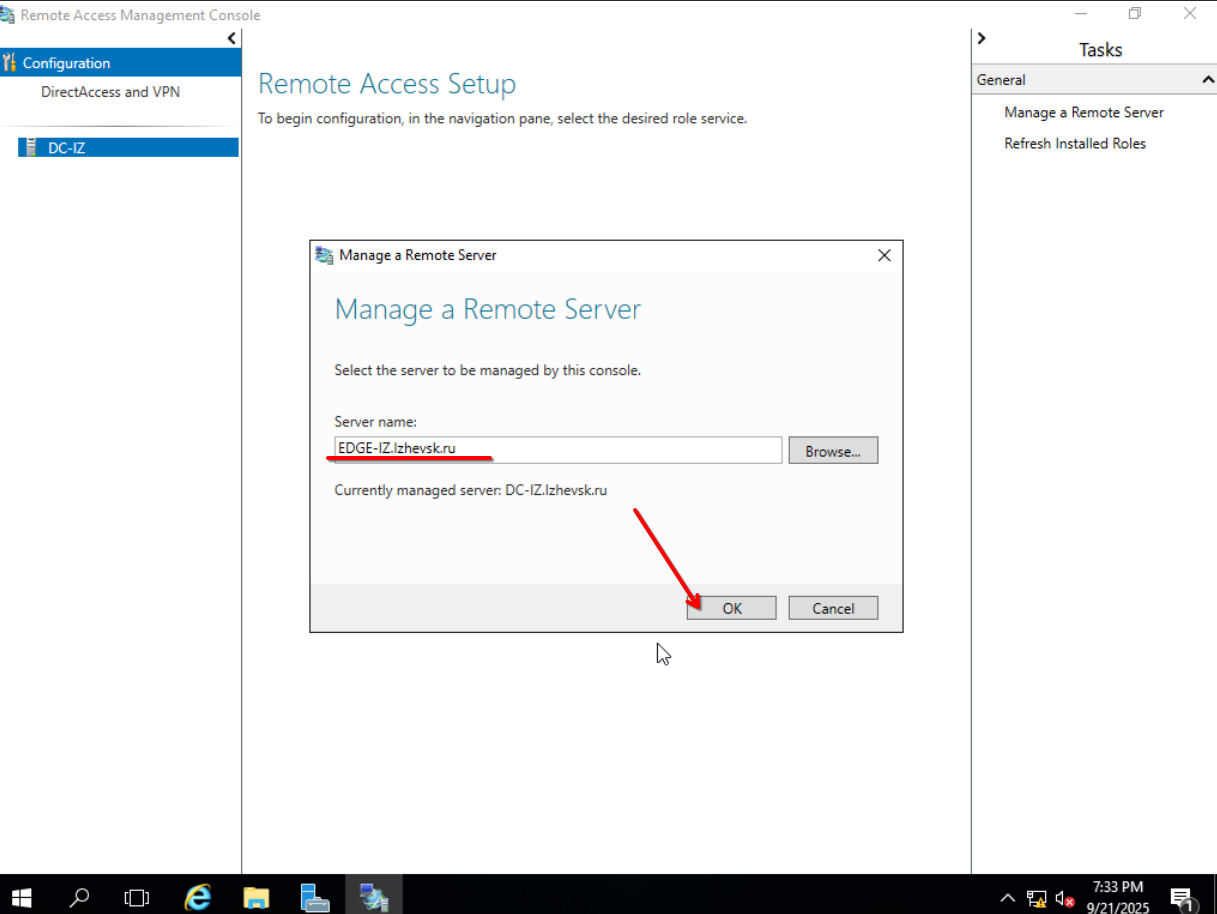 Remote Access Management Console
Configuration
DirectAccess and VPN
DC-IZ
Remote Access Setup
To begin configuration, in the navigation pane, select the desired role service.
Manage a Remote Server
Manage a Remote Server
Select the server to be managed by this console.
Server name:
EDGE-IZ.Izhevsk.ru
Browse...
Currently managed server: DC-IZ.Izhevsk.ru
OK
Cancel
Tasks
General
Manage a Remote Server
Refresh Installed Roles
7:33 PM
9/21/2025
1